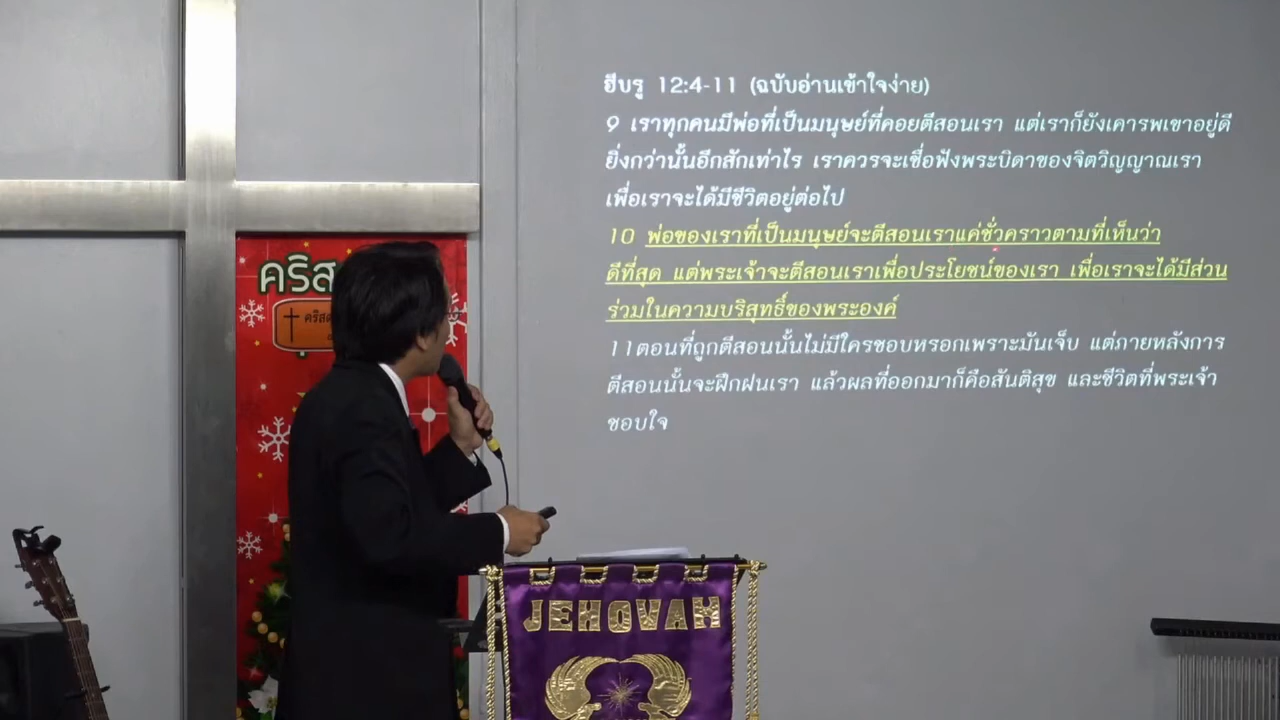 ฮีบรู 12:4-11 (ฉบับอ่านเข้าใจง่าย)
9 เราทุกคนมีพ่อที่เป็นมนุษย์ที่คอยตีสอนเรา แต่เราก็ยังเคารพเขาอยู่ดี
ยิ่งกว่านั้นอีกสักเท่าไร เราควรจะเชื่อฟังพระบิดาของจิตวิญญาณเรา
เพื่อเราจะได้มีชีวิตอยู่ต่อไป
10 พ่อของเราที่เป็นมนุษย์จะตีสอนเราแค่ชั่วคราวตามที่เห็นว่า
ดีที่สุด แต่พระเจ้าจะตีสอนเราเพื่อประโยชน์ของเรา เพื่อเราจะได้มีส่วน
ร่วมในความบริสุทธิ์ของพระองค์
11ตอนที่ถูกตีสอนนั้นไม่มีใครชอบหรอกเพราะมันเจ็บ แต่ภายหลังการ
ตีสอนนั้นจะฝึกฝนเรา แล้วผลที่ออกมาก็คือสันติสุข และชีวิตที่พระเจ้า
ชอบใจ
คริส
คริสต
JEHOVAH